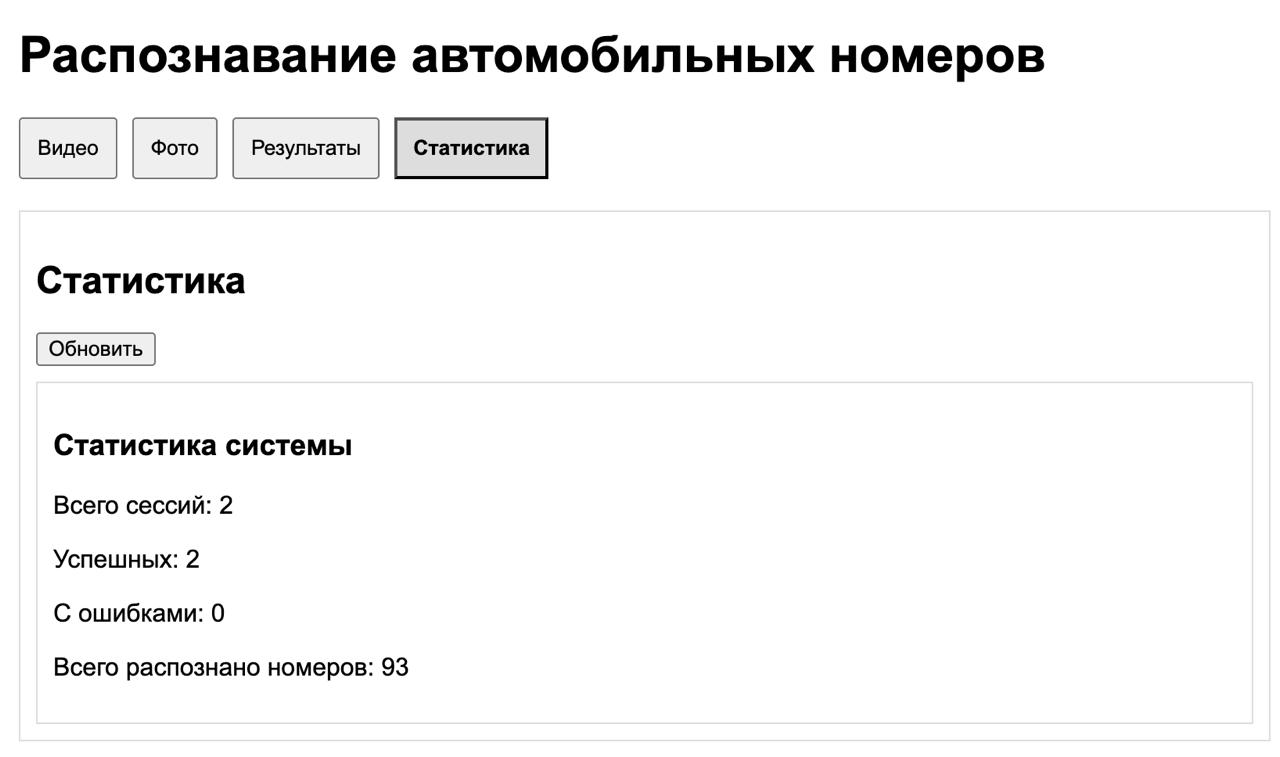 Распознавание автомобильных номеров
Видео Фото Результаты Статистика
Статистика
Обновить
Статистика системы
Всего сессий: 2
Успешных: 2
С ошибками: 0
Всего распознано номеров: 93